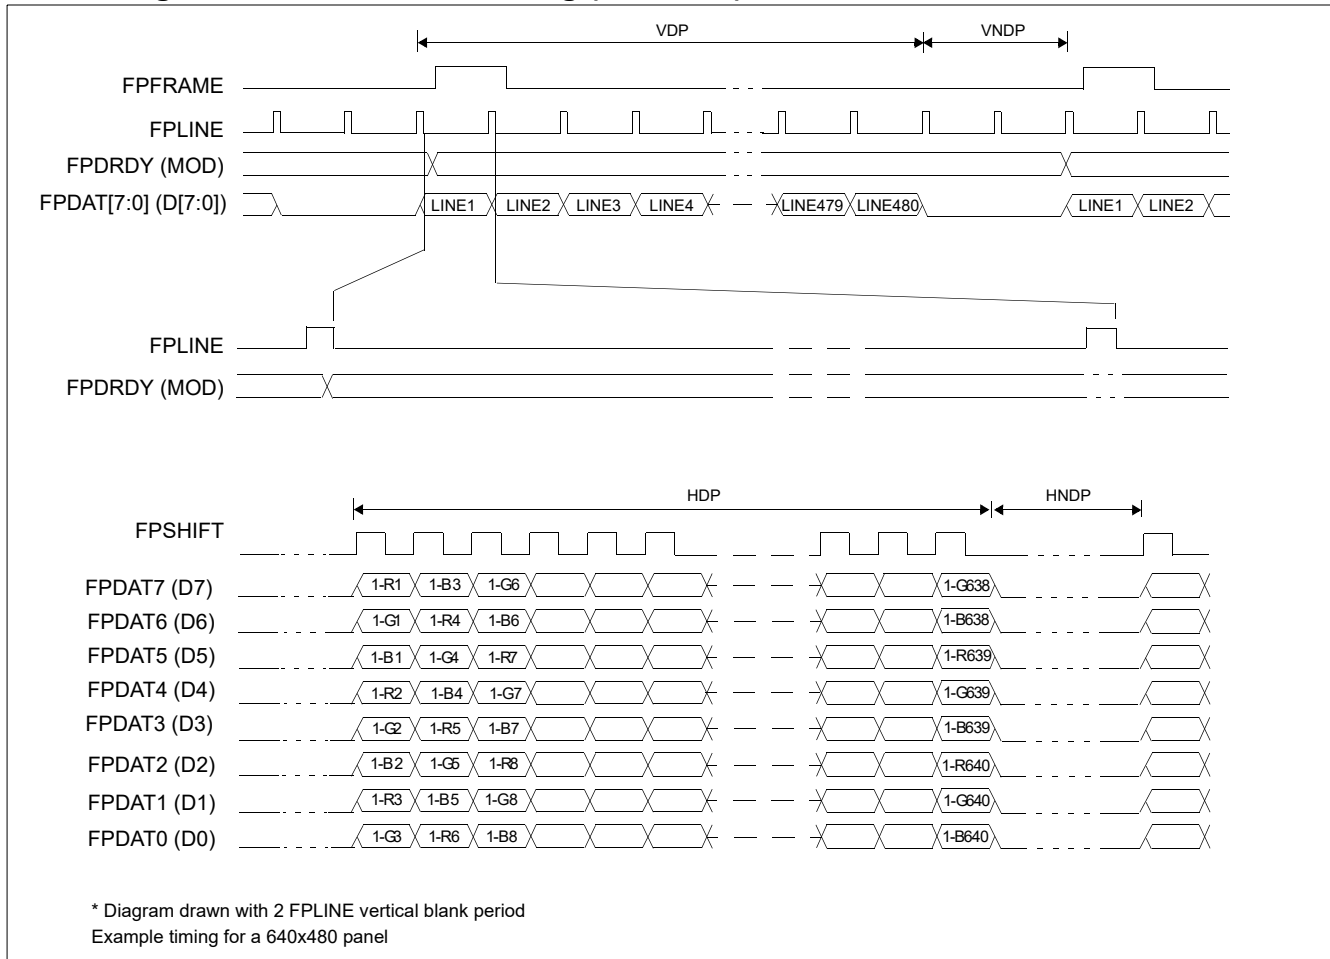 VDP VNDP
FPFRAME
FPLINE
FPDRDY (MOD)
FPDAT[7:0] (D[7:0]) LINE1 LINE2 LINE3 LINE4 LINE479 LINE480 LINE1 LINE2
FPLINE
FPDRDY (MOD)
HDP HNDP
FPSHIFT
FPDAT7 (D7) 1-R1 1-B3 1-G6 1-G638
FPDAT6 (D6) 1-G1 1-R4 1-B6 1-B638
FPDAT5 (D5) 1-B1 1-G4 1-R7 1-R639
FPDAT4 (D4) 1-R2 1-B4 1-G7 1-G639
FPDAT3 (D3) 1-G2 1-R5 1-B7 1-B639
FPDAT2 (D2) 1-B2 1-G5 1-R8 1-R640
FPDAT1 (D1) 1-R3 1-B5 1-G8 1-G640
FPDAT0 (D0) 1-G3 1-R6 1-B8 1-B640
* Diagram drawn with 2 FPLINE vertical blank period
Example timing for a 640x480 panel